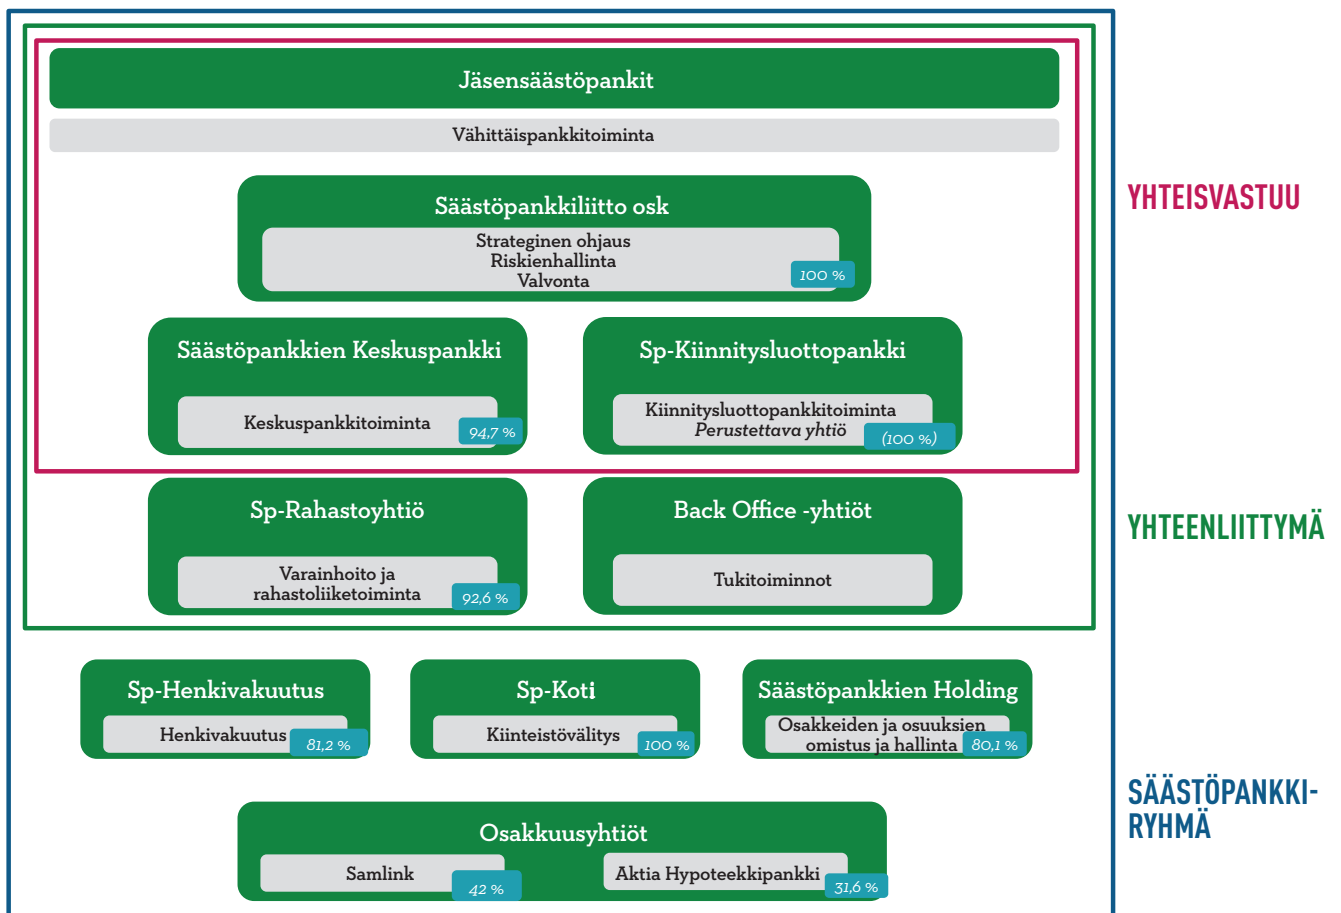 Jäsensäästöpankit
Vähittäispankkitoiminta
YHTEISVASTUU
Säästöpankkiliitto osk
Strateginen ohjaus
Riskienhallinta
Valvonta
100 %
Säästöpankkien Keskuspankki
Keskuspankkitoiminta
94,7 %
Sp-Kiinnitysluottopankki
Kiinnitysluottopankkitoiminta
Perustettava yhtiö
(100 %)
Sp-Rahastoyhtiö
Varainhoito ja
rahastoliiketoiminta
92,6 %
Back Office -yhtiöt
Tukitoiminnot
YHTEENLIITTYMÄ
Sp-Henkivakuutus
Henkivakuutus
81,2 %
Sp-Koti
Kiinteistövälitys
100 %
Säästöpankkien Holding
Osakkeiden ja osuuksien
omistus ja hallinta
80,1 %
SÄÄSTÖPANKKI-
RYHMÄ
Osakkuusyhtiöt
Samlink
42 %
Aktia Hypoteekkipankki
31,6 %